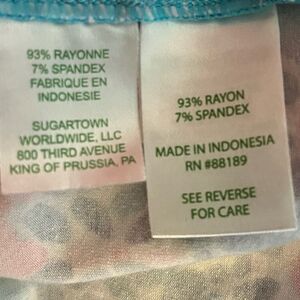 93% RAYONNE
7% SPANDEX
FABRIQUE EN
INDONESIE
SUGARTOWN
WORLDWIDE, LLC
800 THIRD AVENUE
KING OF PRUSSIA, PA
93% RAYON
7% SPANDEX
MADE IN INDONESIA
RN #88189
SEE REVERSE
FOR CARE